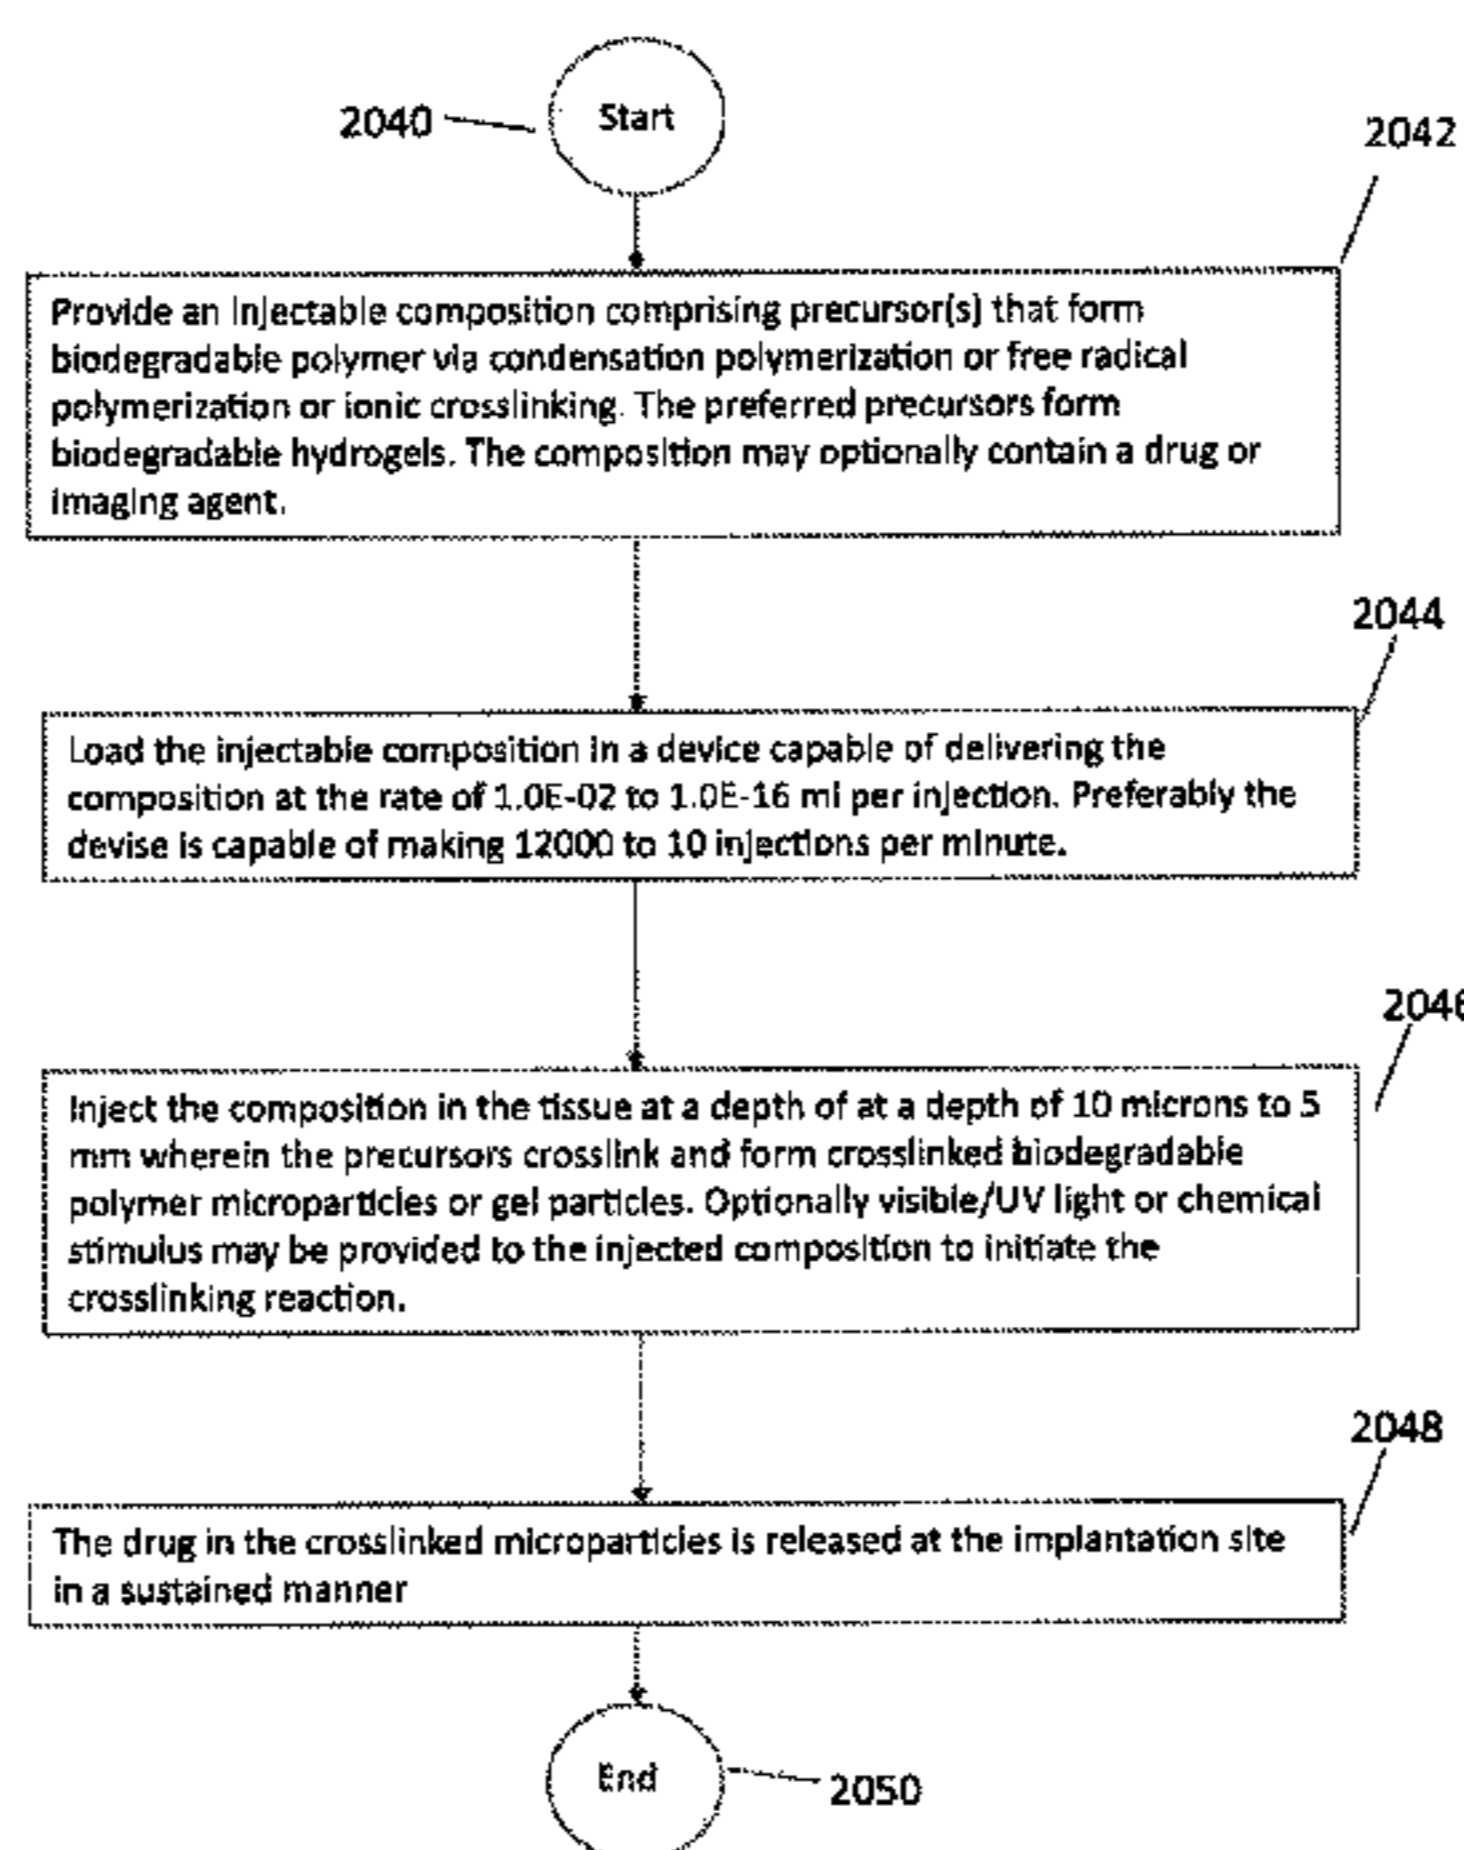 Start
2040
2042
Provide an Injectable composition comprising precursor(s) that form
biodegradable polymer via condensation polymerization or free radical
polymerization or ionic crosslinking. The preferred precursors form
biodegradable hydrogels. The composition may optionally contain a drug or
imaging agent.
2044
Load the injectable composition in a device capable of delivering the
composition at the rate of 1.0E-02 to 1.0E-16 ml per injection. Preferably the
devise is capable of making 12000 to 10 injections per minute.
2046
Inject the composition in the tissue at a depth of at a depth of 10 microns to 5
mm wherein the precursors crosslink and form crosslinked biodegradable
polymer microparticles or gel particles. Optionally visible/UV light or chemical
stimulus may be provided to the injected composition to initiate the
crosslinking reaction.
2048
The drug in the crosslinked microparticles is released at the implantation site
in a sustained manner
End
2050